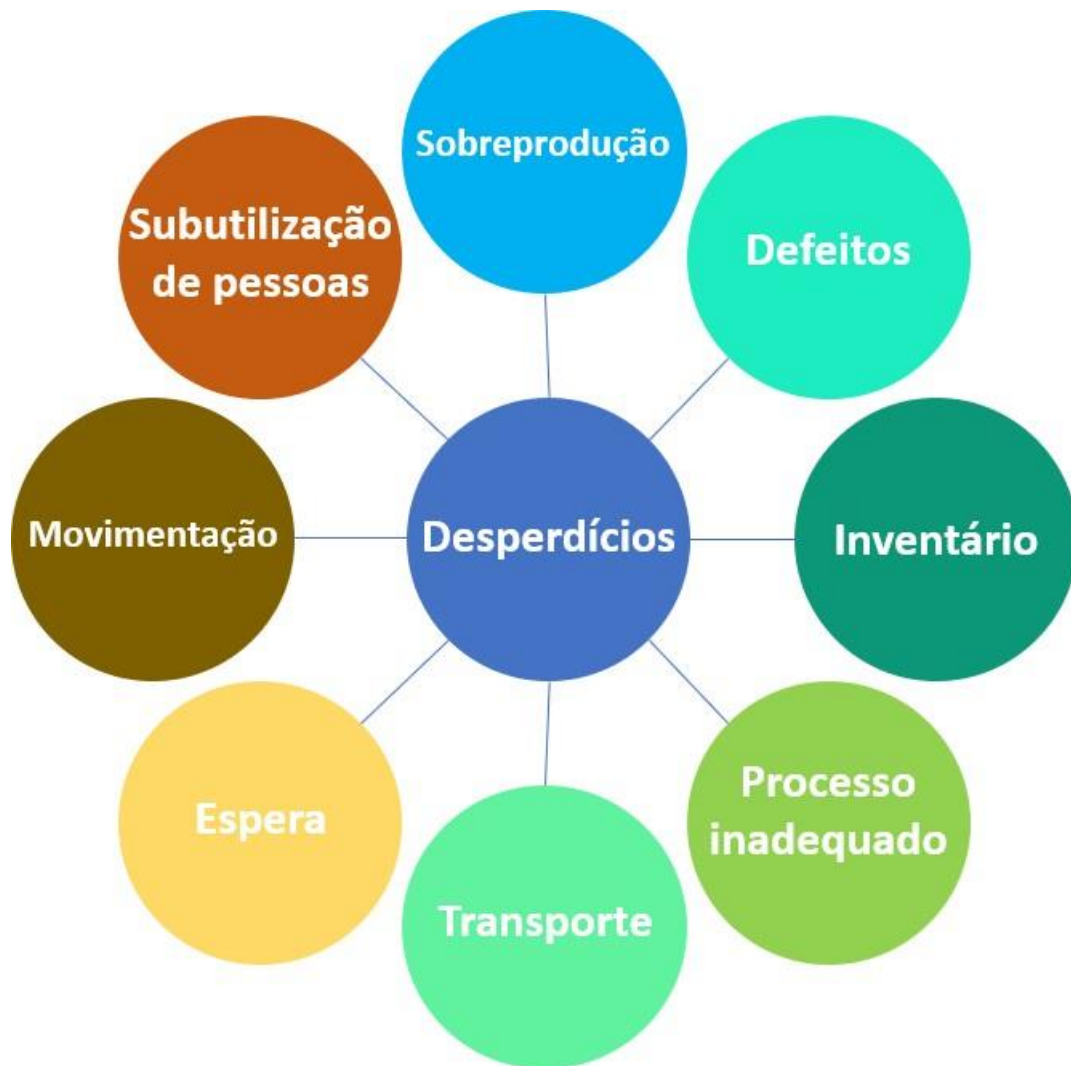 Sobreprodução
Subutilização
de pessoas
Defeitos
Movimentação
Desperdícios
Inventário
Espera
Processo
inadequado
Transporte